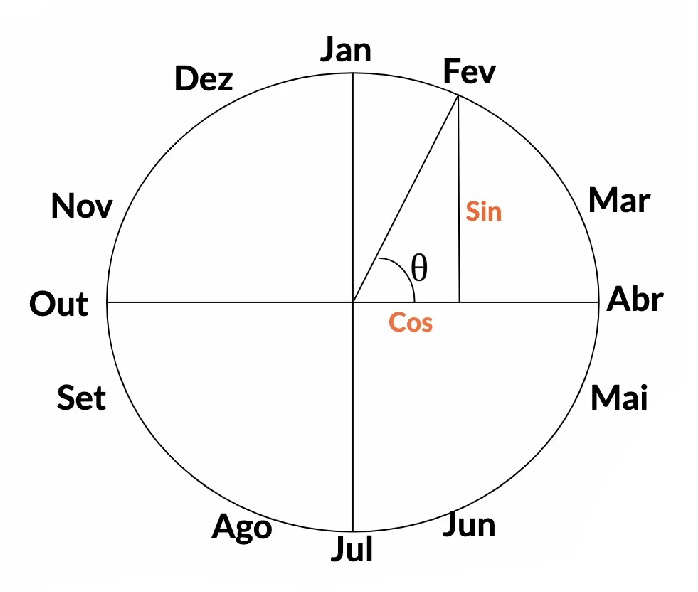 Jan
Dez
Fev
Nov
Mar
Sin
θ
Out
Abr
Cos
Set
Mai
Ago
Jun
Jul